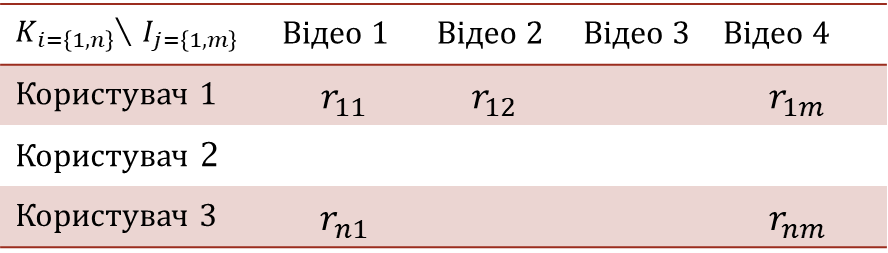 K_{i={1,n}} \ I_{j={1,m}} Відео 1 Відео 2 Відео 3 Відео 4
Користувач 1 r_{11} r_{12} r_{1m}
Користувач 2
Користувач 3 r_{n1} r_{nm}